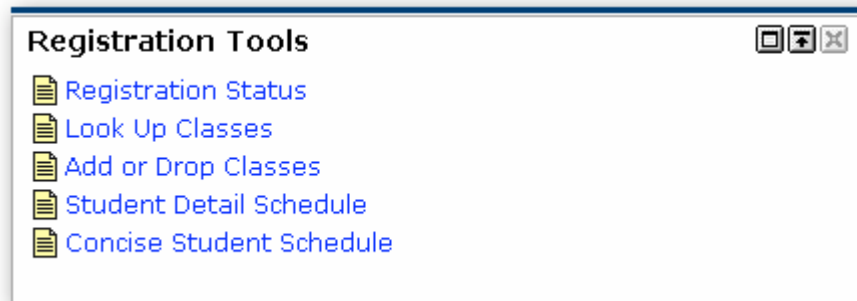 Registration Tools
Registration Status
Look Up Classes
Add or Drop Classes
Student Detail Schedule
Concise Student Schedule